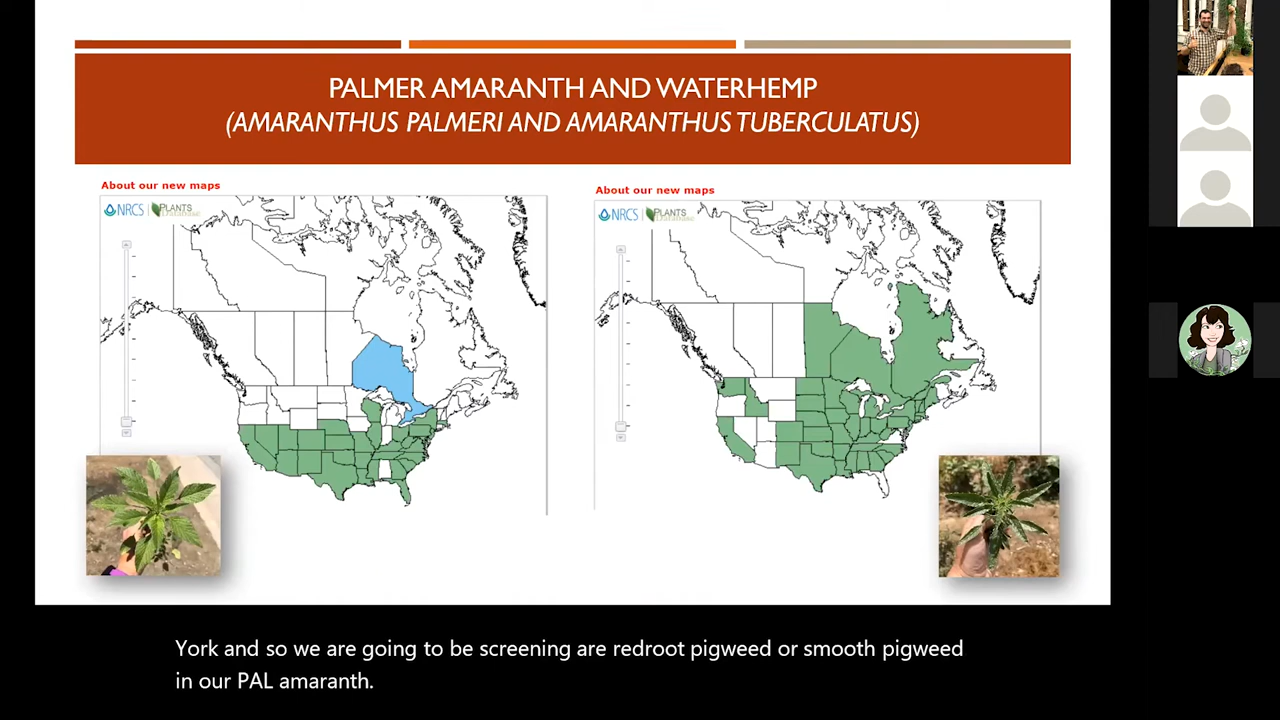 PALMER AMARANTH AND WATERHEMP
(AMARANTHUS PALMERI AND AMARANTHUS TUBERCULATUS)
About our new maps
NRCS PLANTS Database
About our new maps
NRCS PLANTS Database
York and so we are going to be screening are redroot pigweed or smooth pigweed
in our PAL amaranth.